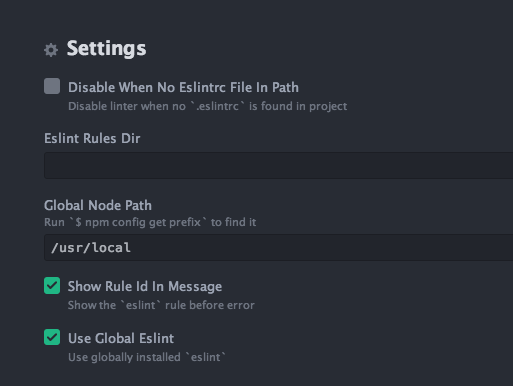 Settings
Disable When No Eslintrc File In Path
Disable linter when no `.eslintrc` is found in project
Eslint Rules Dir
Global Node Path
Run `$ npm config get prefix` to find it
/usr/local
Show Rule Id In Message
Show the `eslint` rule before error
Use Global Eslint
Use globally installed `eslint`